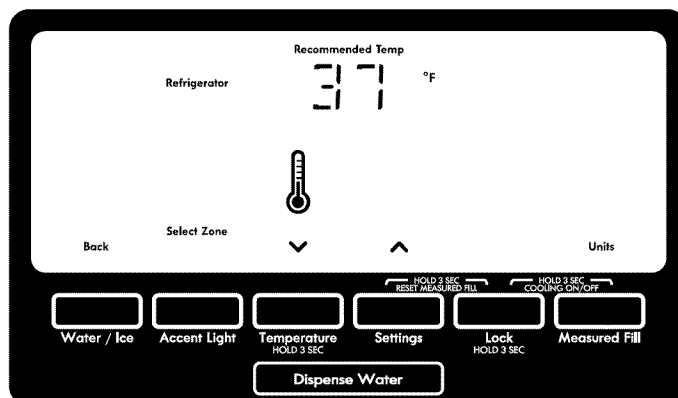 Recommended Temp
Refrigerator 37 °F
Back Select Zone Units
HOLD 3 SEC HOLD 3 SEC
RESET MEASURED FILL COOLING ON/OFF
Water / Ice Accent Light Temperature Settings Lock Measured Fill
HOLD 3 SEC HOLD 3 SEC
Dispense Water